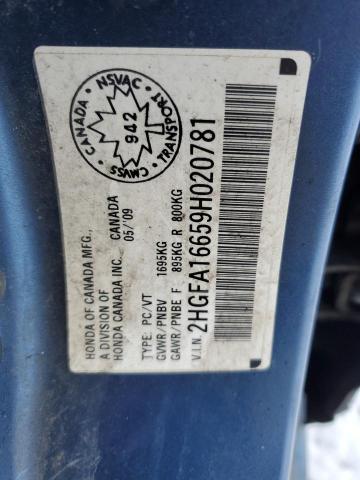 CANADA · NSVAC
942
CMVSS · TRANSPORT
HONDA OF CANADA MFG.,
A DIVISION OF
HONDA CANADA INC. CANADA
05/'09
TYPE: PC/VT
GVWR/PNBV 1695KG
GAWR/PNBE F 895KG R 800KG
V.I.N. 2HGFA16659H020781